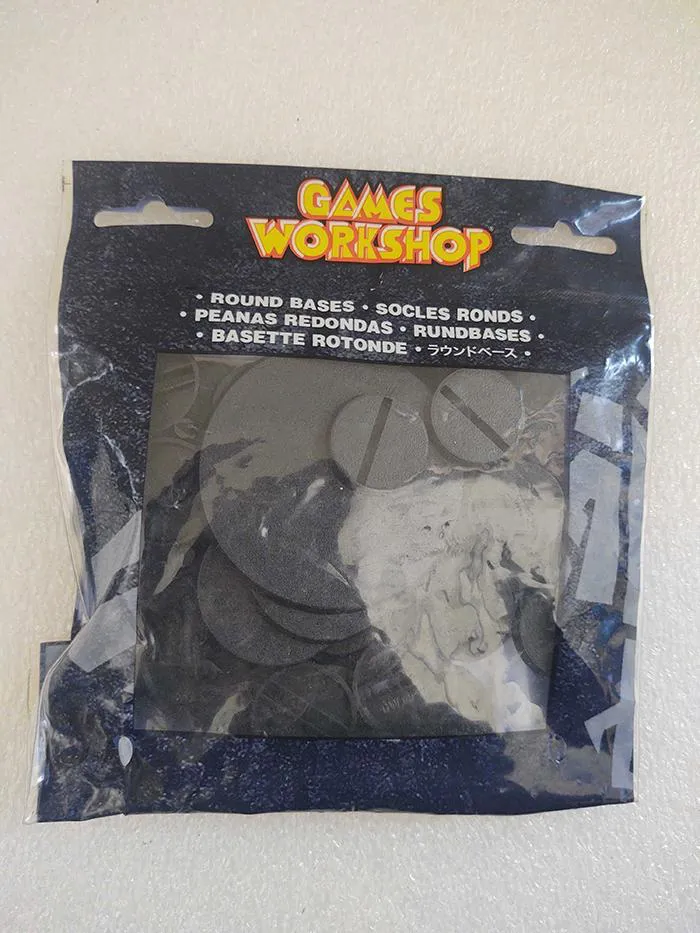 GAMES
WORKSHOP®
• ROUND BASES • SOCLES RONDS •
• PEANAS REDONDAS • RUNDBASES •
• BASETTE ROTONDE • ラウンドベース •